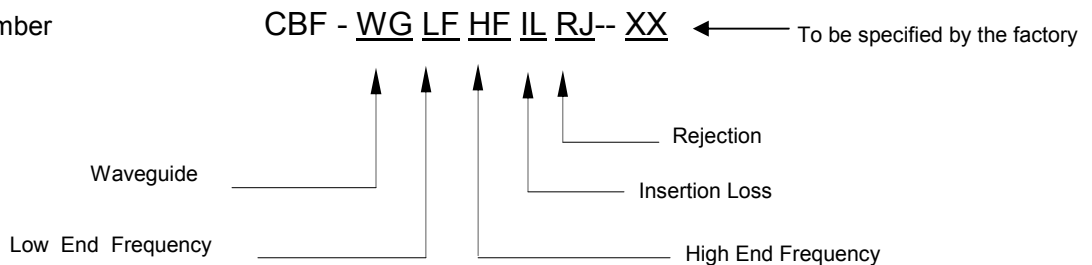 mber CBF - WG LF HF IL RJ-- XX To be specified by the factory
Rejection
Waveguide
Insertion Loss
Low End Frequency
High End Frequency